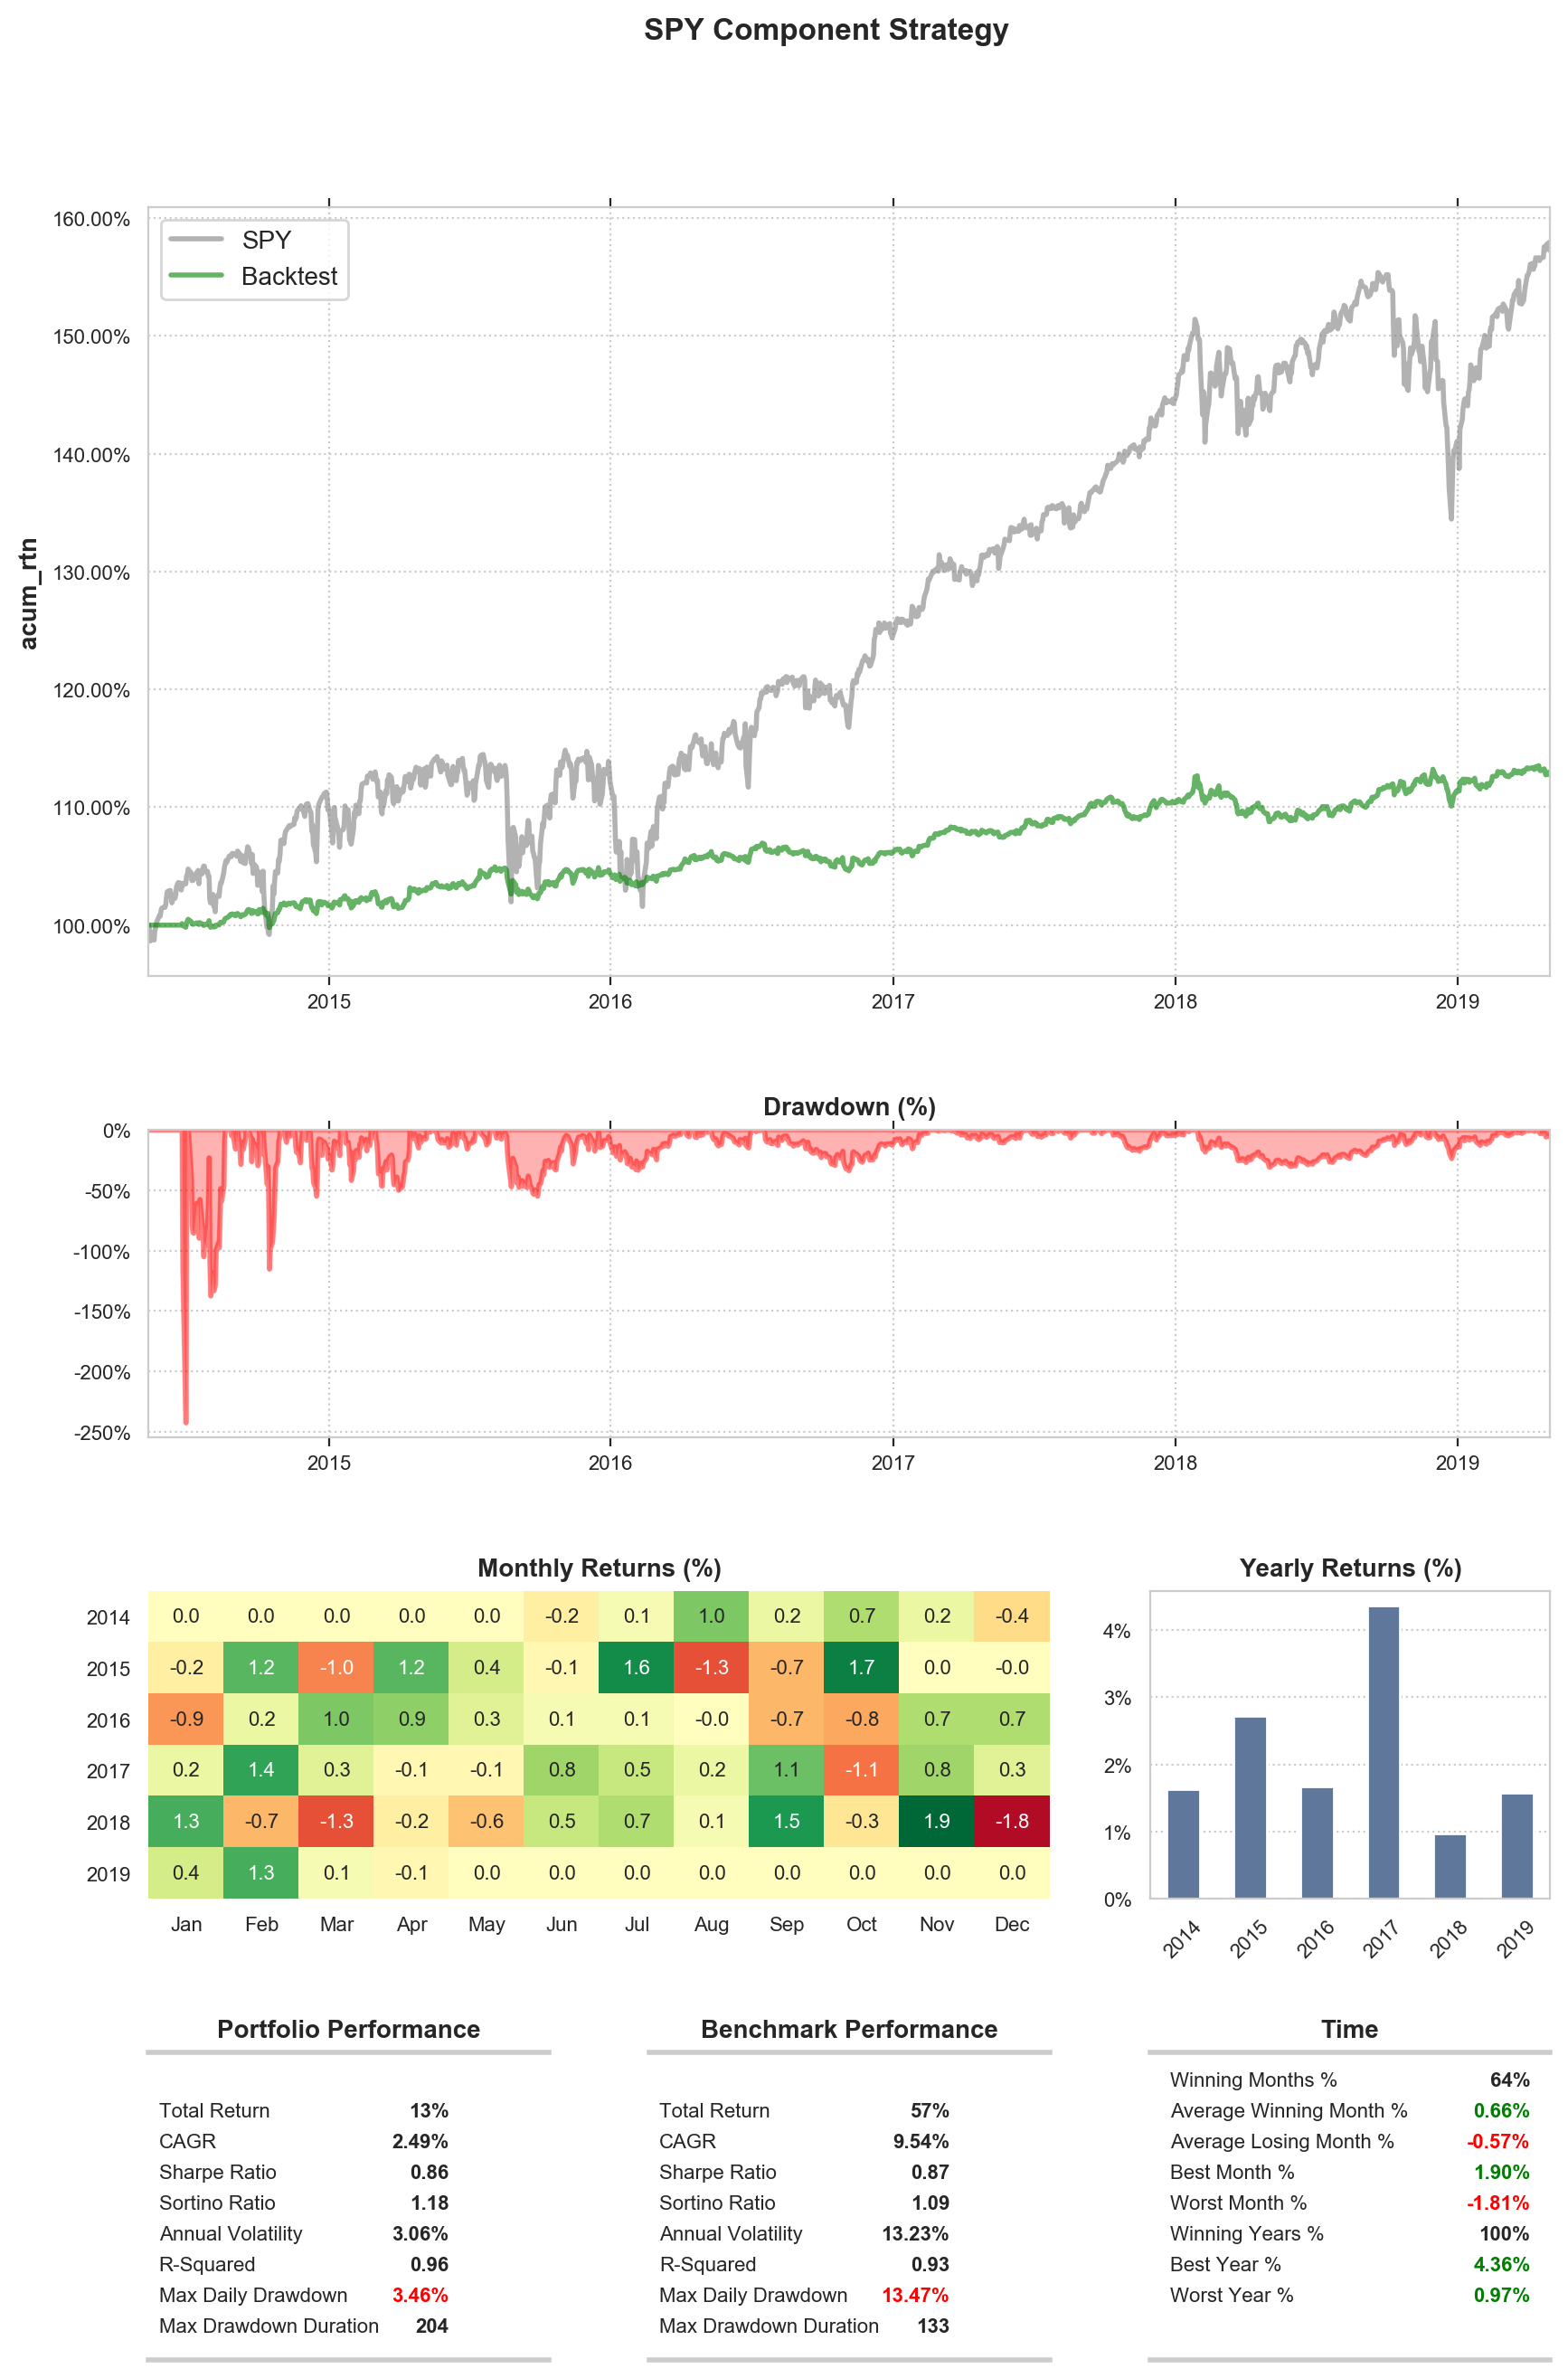 SPY Component Strategy
160.00%
150.00%
140.00%
130.00%
120.00%
110.00%
100.00%
acum_rtn
SPY
Backtest
2015 2016 2017 2018 2019
Drawdown (%)
0%
-50%
-100%
-150%
-200%
-250%
2015 2016 2017 2018 2019
Monthly Returns (%)
2014 0.0 0.0 0.0 0.0 0.0 -0.2 0.1 1.0 0.2 0.7 0.2 -0.4
2015 -0.2 1.2 -1.0 1.2 0.4 -0.1 1.6 -1.3 -0.7 1.7 0.0 -0.0
2016 -0.9 0.2 1.0 0.9 0.3 0.1 0.1 -0.0 -0.7 -0.8 0.7 0.7
2017 0.2 1.4 0.3 -0.1 -0.1 0.8 0.5 0.2 1.1 -1.1 0.8 0.3
2018 1.3 -0.7 -1.3 -0.2 -0.6 0.5 0.7 0.1 1.5 -0.3 1.9 -1.8
2019 0.4 1.3 0.1 -0.1 0.0 0.0 0.0 0.0 0.0 0.0 0.0 0.0
Jan Feb Mar Apr May Jun Jul Aug Sep Oct Nov Dec
Yearly Returns (%)
4%
3%
2%
1%
0%
2014 2015 2016 2017 2018 2019
Portfolio Performance
Total Return 13%
CAGR 2.49%
Sharpe Ratio 0.86
Sortino Ratio 1.18
Annual Volatility 3.06%
R-Squared 0.96
Max Daily Drawdown 3.46%
Max Drawdown Duration 204
Benchmark Performance
Total Return 57%
CAGR 9.54%
Sharpe Ratio 0.87
Sortino Ratio 1.09
Annual Volatility 13.23%
R-Squared 0.93
Max Daily Drawdown 13.47%
Max Drawdown Duration 133
Time
Winning Months % 64%
Average Winning Month % 0.66%
Average Losing Month % -0.57%
Best Month % 1.90%
Worst Month % -1.81%
Winning Years % 100%
Best Year % 4.36%
Worst Year % 0.97%